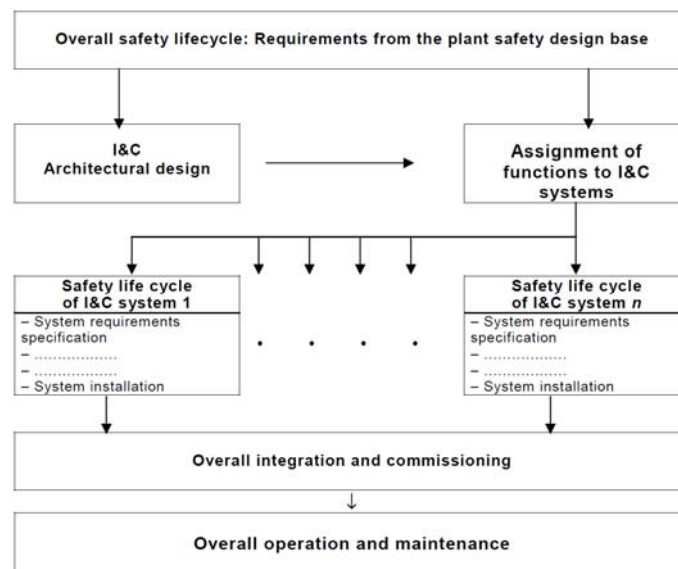 Overall safety lifecycle: Requirements from the plant safety design base
I&C
Architectural design
Assignment of
functions to I&C
systems
Safety life cycle
of I&C system 1
– System requirements
specification
– ..................
– ..................
– System installation
Safety life cycle
of I&C system n
– System requirements
specification
– ..................
– ..................
– System installation
Overall integration and commissioning
Overall operation and maintenance